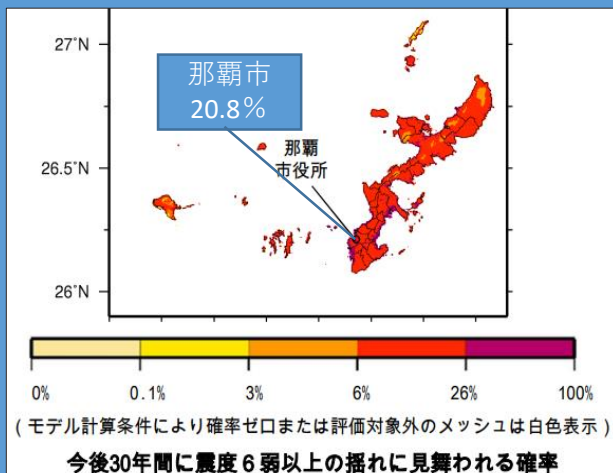 27°N
那覇市
20.8％
那覇
市役所
26.5°N
26°N
0% 0.1% 3% 6% 26% 100%
(モデル計算条件により確率ゼロまたは評価対象外のメッシュは白色表示)
今後30年間に震度６弱以上の揺れに見舞われる確率